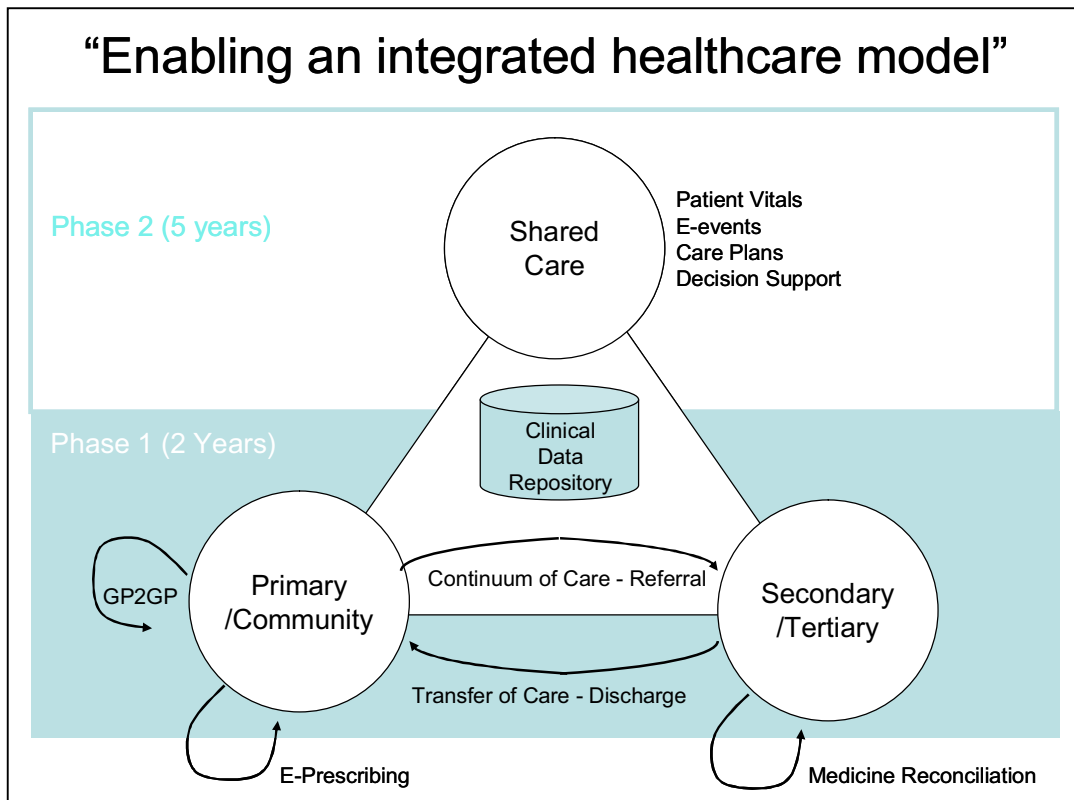 “Enabling an integrated healthcare model”
Phase 2 (5 years)
Shared
Care
Patient Vitals
E-events
Care Plans
Decision Support
Phase 1 (2 Years)
Clinical
Data
Repository
GP2GP
Primary
/Community
Continuum of Care - Referral
Secondary
/Tertiary
Transfer of Care - Discharge
E-Prescribing
Medicine Reconciliation